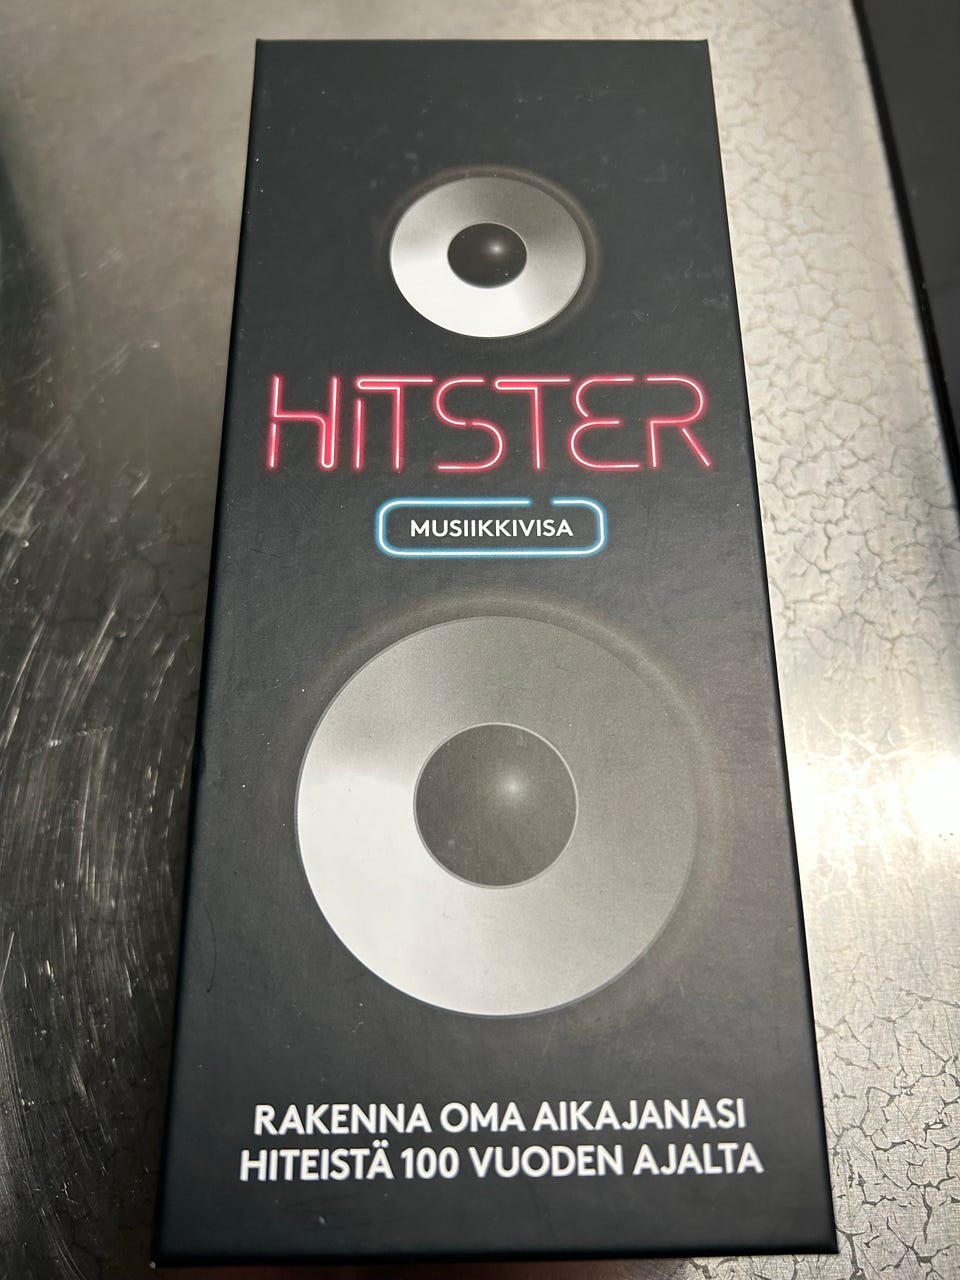 HITSTER
MUSIIKKIVISA
RAKENNA OMA AIKAJANASI
HITEISTÄ 100 VUODEN AJALTA